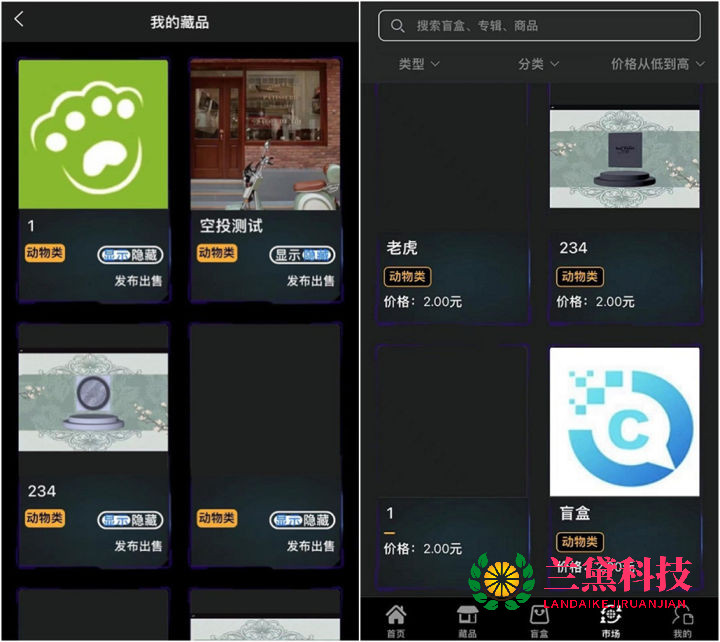 我的藏品
1
动物类
显示 隐藏
发布出售
空投测试
动物类
显示 隐藏
发布出售
234
动物类
显示 隐藏
发布出售
动物类
显示 隐藏
发布出售
搜索盲盒、专辑、商品
类型
分类
价格从低到高
老虎
动物类
价格：2.00元
234
动物类
价格：2.00元
1
价格：2.00元
C
盲盒
动物类
价格：2.00元
兰黛科技
LANDAIKEJIRUANJIAN
首页
藏品
盲盒
市场
我的